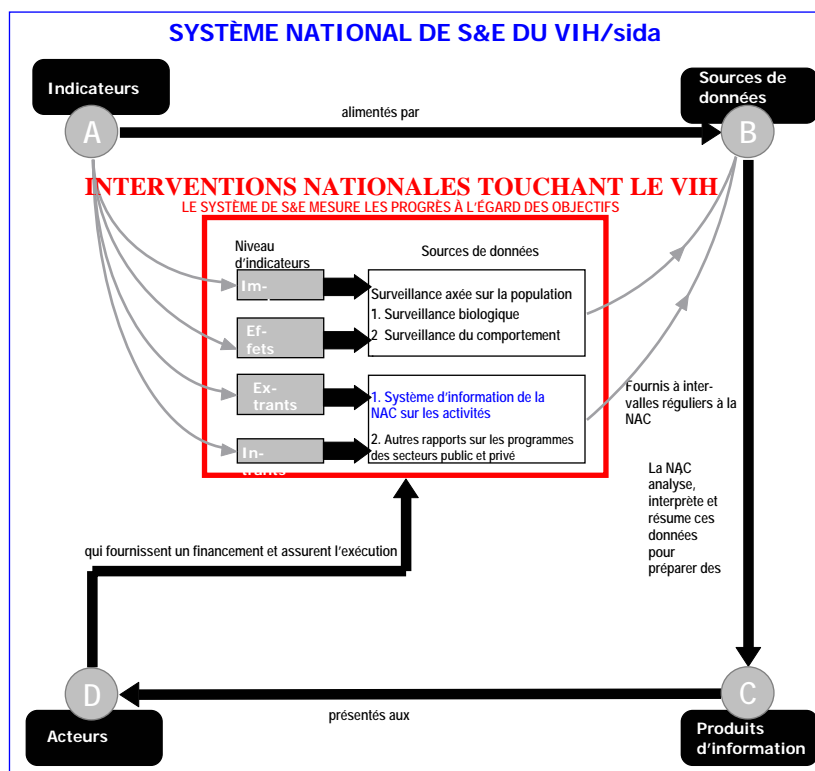 SYSTÈME NATIONAL DE S&E DU VIH/sida
Indicateurs
A
alimentés par
Sources de
données
B
INTERVENTIONS NATIONALES TOUCHANT LE VIH
LE SYSTÈME DE S&E MESURE LES PROGRÈS À L'ÉGARD DES OBJECTIFS
Niveau
d'indicateurs
Sources de données
Im-
Ef-
fets
Ex-
trants
In-
trants
Surveillance axée sur la population
1. Surveillance biologique
2 Surveillance du comportement
1. Système d'information de la
NAC sur les activités
2. Autres rapports sur les programmes
des secteurs public et privé
Fournis à inter-
valles réguliers à la
NAC
La NAC
analyse,
interprète et
résume ces
données
pour
préparer des
qui fournissent un financement et assurent l'exécution
D
Acteurs
présentés aux
C
Produits
d'information